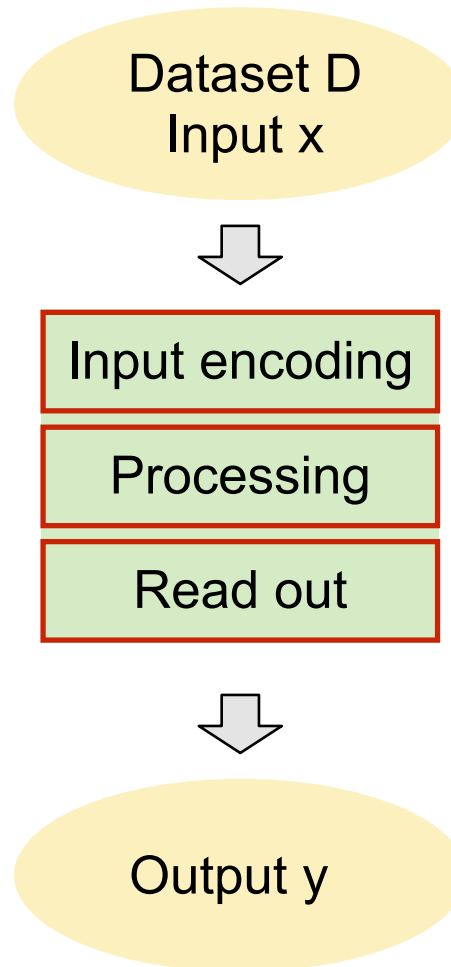 Dataset D
Input x
Input encoding
Processing
Read out
Output y